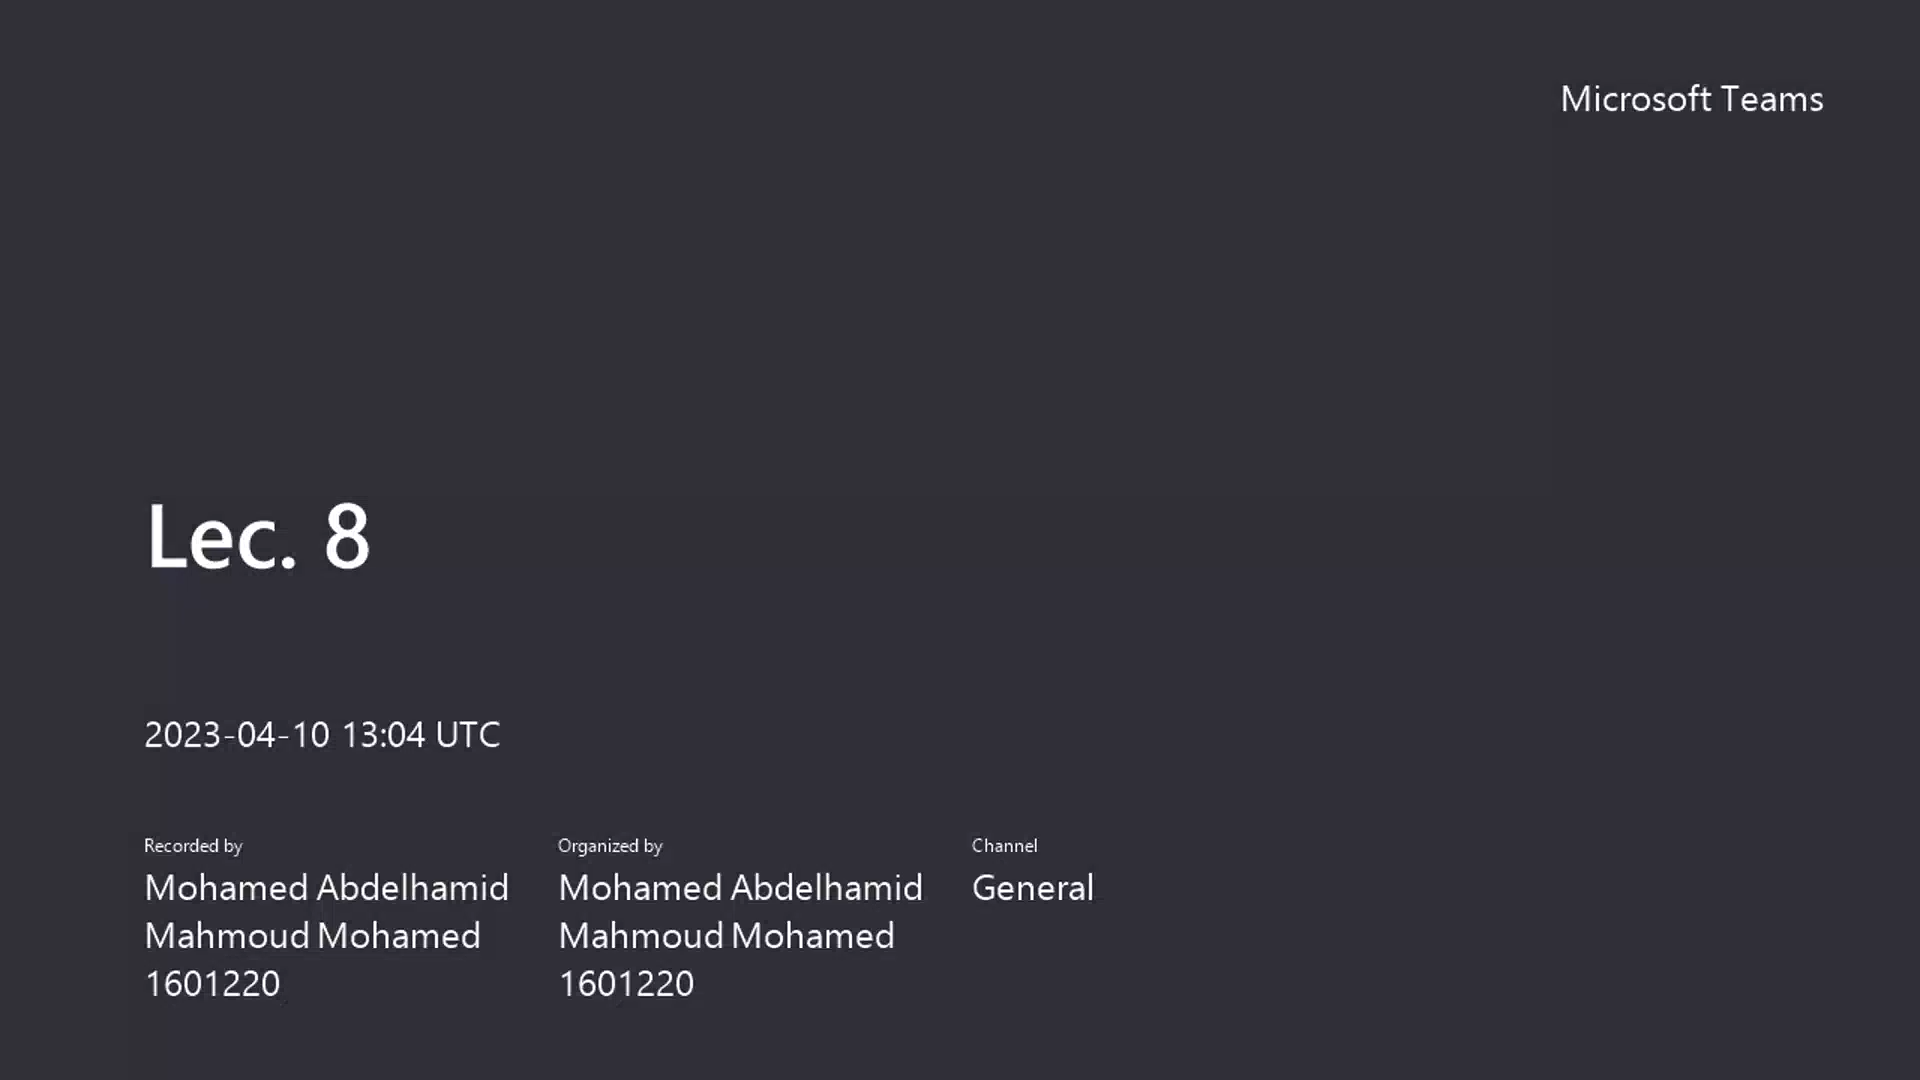 Microsoft Teams
Lec. 8
2023-04-10 13:04 UTC
Recorded by
Mohamed Abdelhamid
Mahmoud Mohamed
1601220
Organized by
Mohamed Abdelhamid
Mahmoud Mohamed
1601220
Channel
General